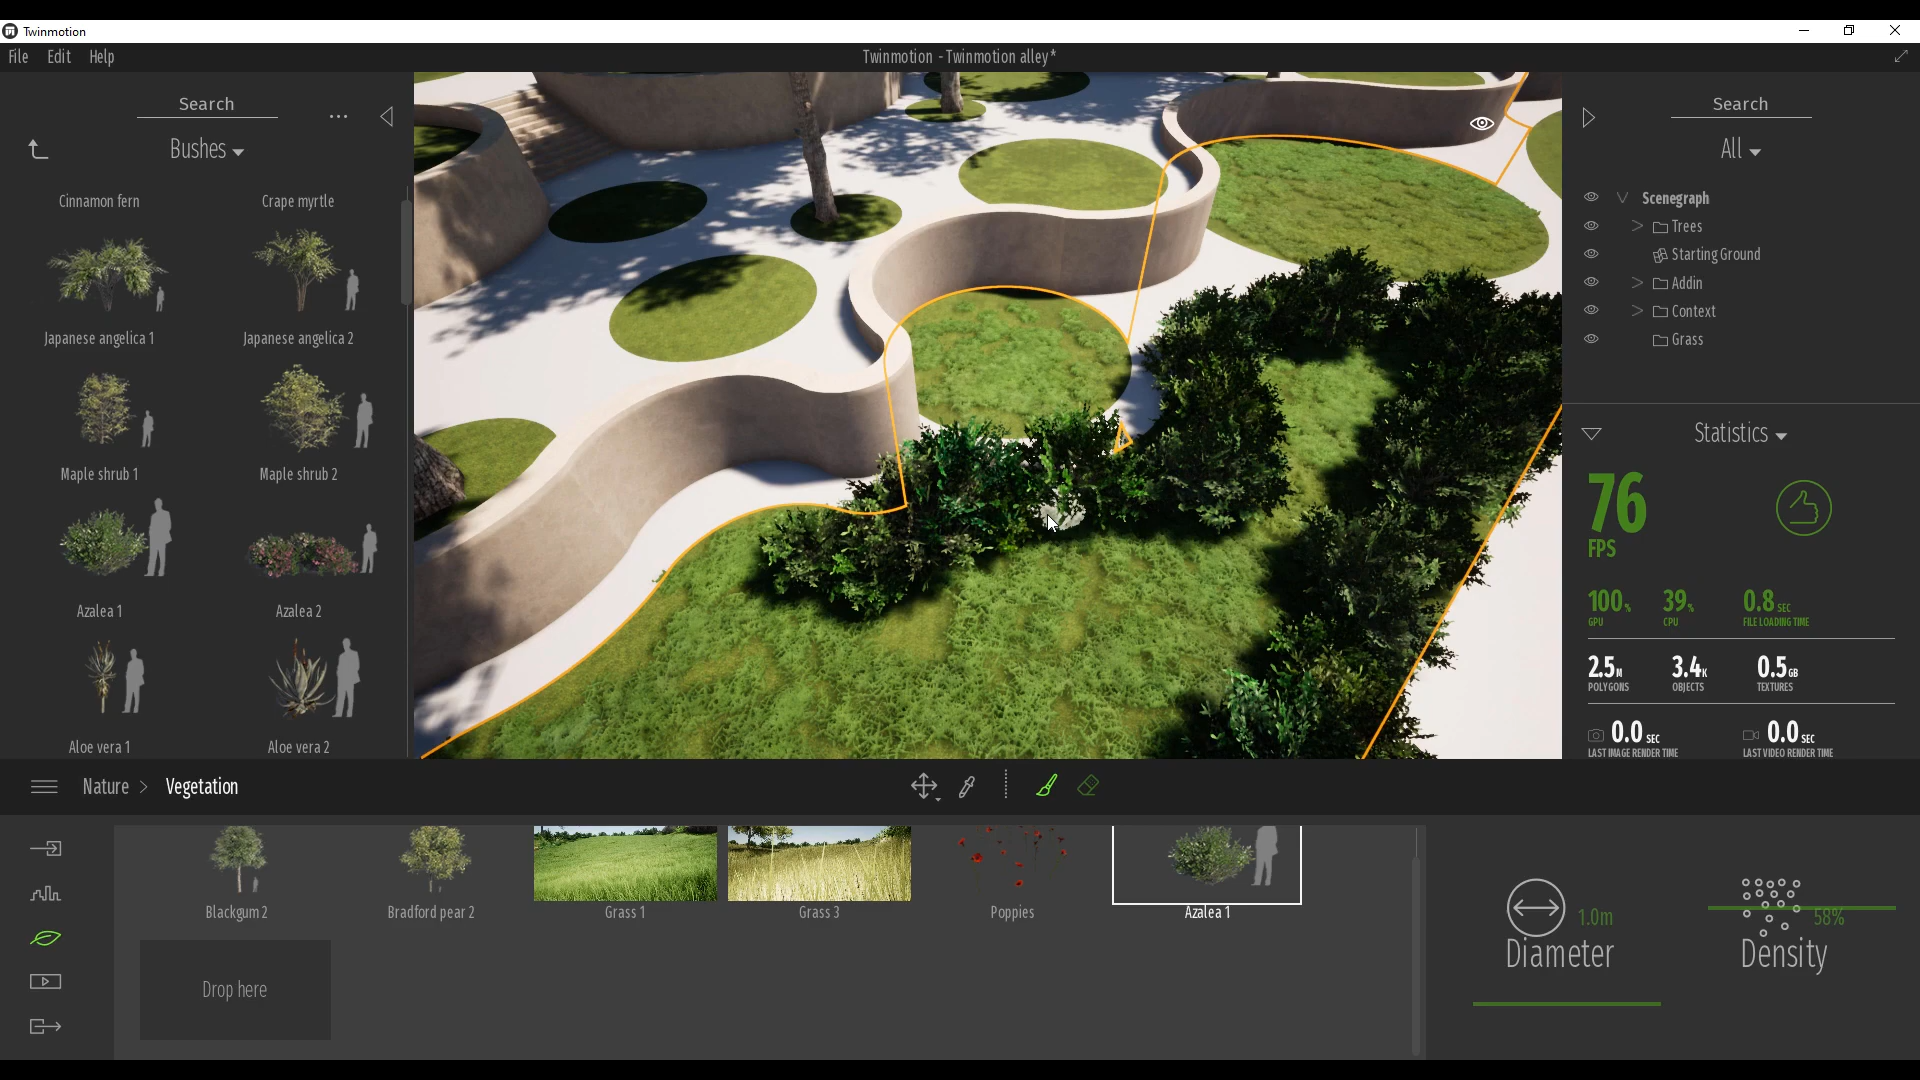 Twinmotion
File Edit Help
Twinmotion - Twinmotion alley*
Search
...
Bushes
Cinnamon fern
Crape myrtle
Japanese angelica 1
Japanese angelica 2
Maple shrub 1
Maple shrub 2
Azalea 1
Azalea 2
Aloe vera 1
Aloe vera 2
Search
All
Scenegraph
Trees
Starting Ground
Addin
Context
Grass
Statistics
76
FPS
100% 39% 0.8 SEC
GPU CPU FILE LOADING TIME
2.5M 3.4K 0.5GB
POLYGONS OBJECTS TEXTURES
0.0 SEC 0.0 SEC
LAST IMAGE RENDER TIME LAST VIDEO RENDER TIME
Nature > Vegetation
Blackgum 2
Bradford pear 2
Grass 1
Grass 3
Poppies
Azalea 1
Drop here
1.0m
Diameter
58%
Density